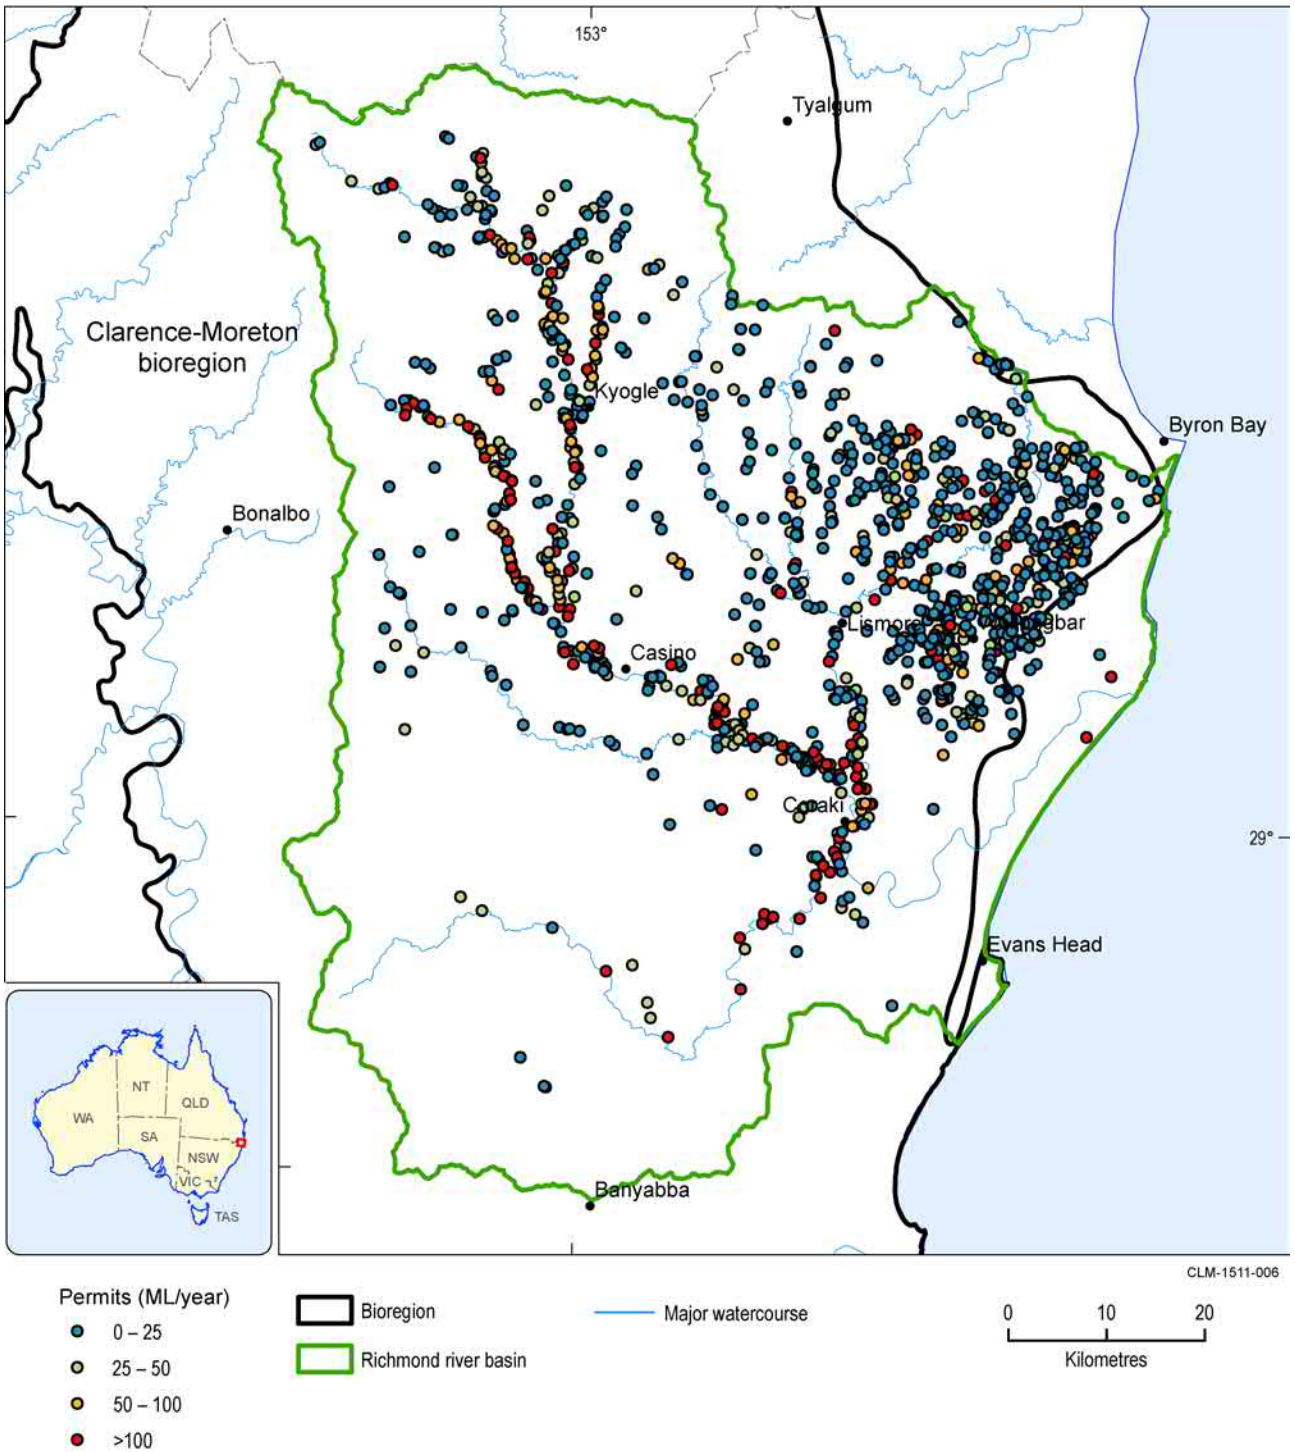 153°
Tyalgum
Clarence-Moreton
bioregion
Kyogle
Byron Bay
Bonalbo
Lismore
Casino
Coraki
29°
Evans Head
NT
QLD
WA
SA
NSW
VIC
TAS
Banyabba
CLM-1511-006
Permits (ML/year)
0 – 25
25 – 50
50 – 100
>100
Bioregion
Richmond river basin
Major watercourse
0 10 20
Kilometres